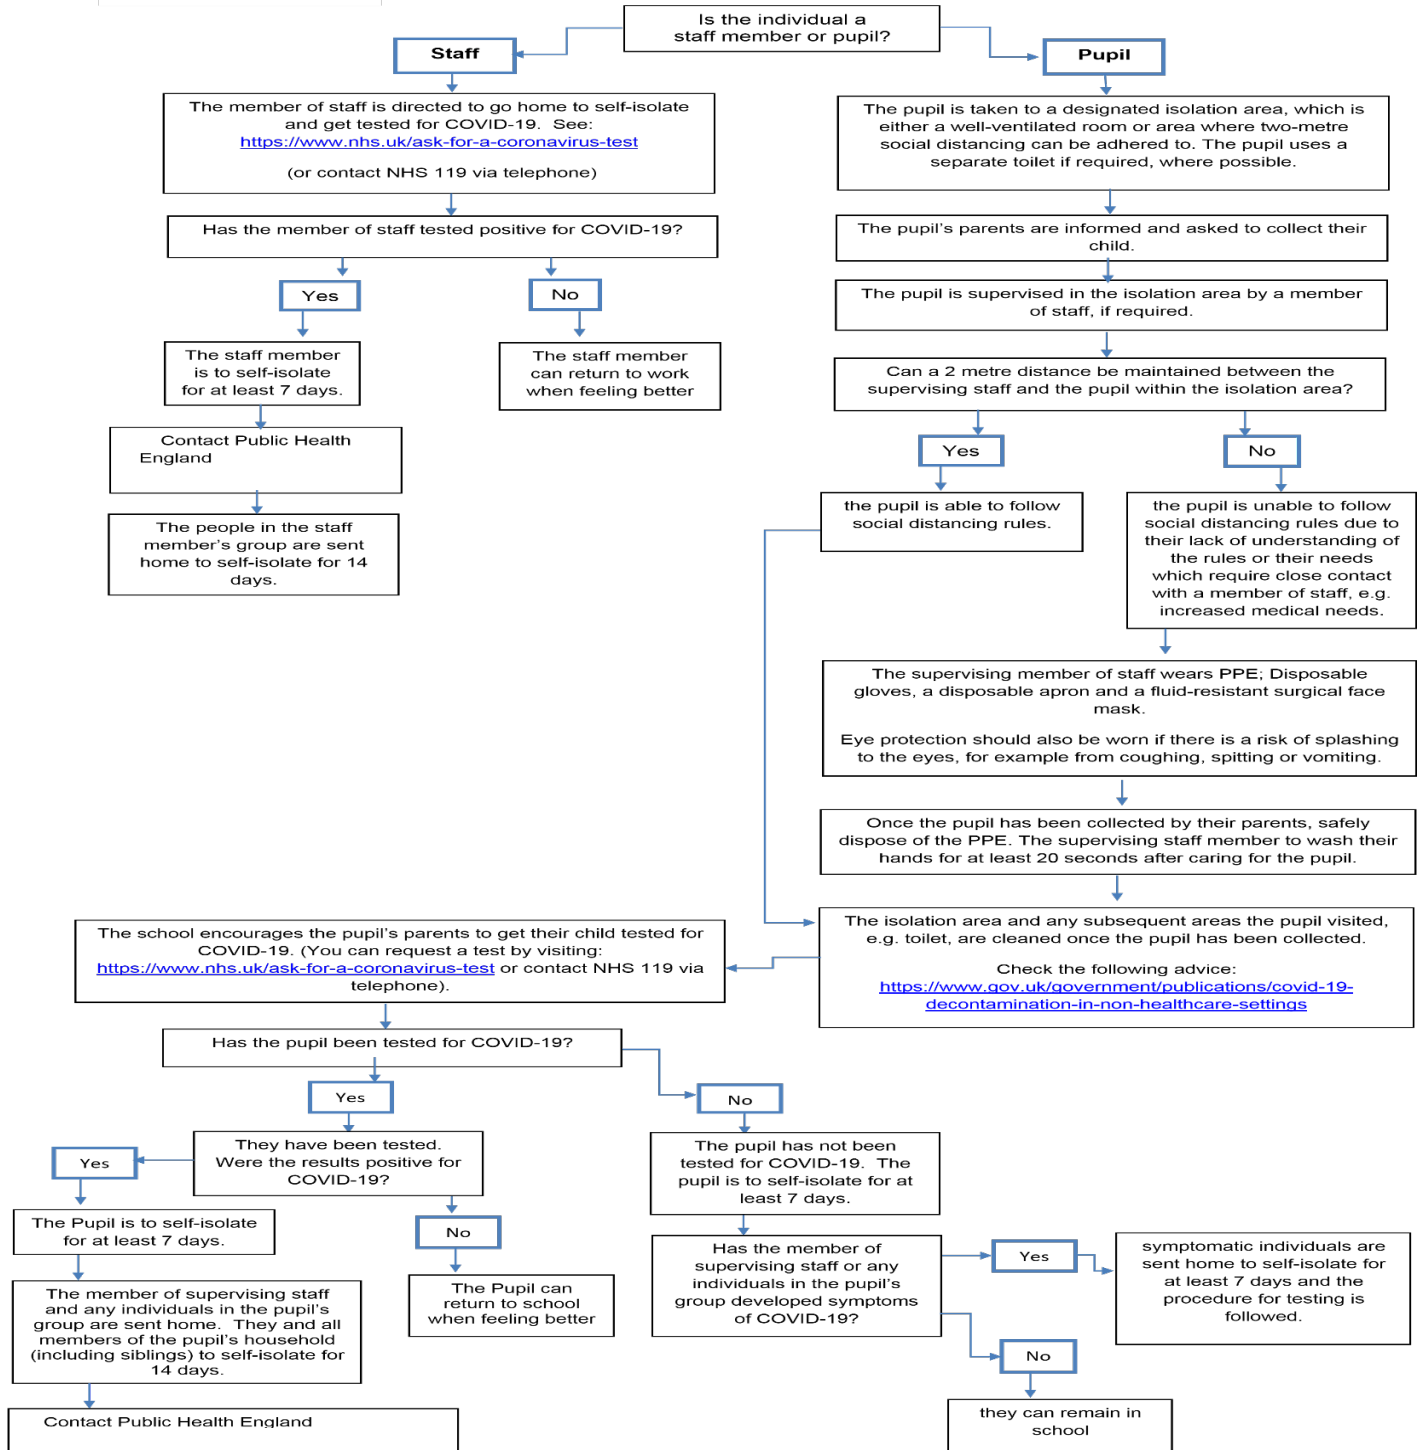 Is the individual a
staff member or pupil?
Staff
Pupil
The member of staff is directed to go home to self-isolate
and get tested for COVID-19.  See:
https://www.nhs.uk/ask-for-a-coronavirus-test
(or contact NHS 119 via telephone)
Has the member of staff tested positive for COVID-19?
Yes
No
The staff member
is to self-isolate
for at least 7 days.
The staff member
can return to work
when feeling better
Contact Public Health
England
The people in the staff
member's group are sent
home to self-isolate for 14
days.
The pupil is taken to a designated isolation area, which is
either a well-ventilated room or area where two-metre
social distancing can be adhered to. The pupil uses a
separate toilet if required, where possible.
The pupil's parents are informed and asked to collect their
child.
The pupil is supervised in the isolation area by a member
of staff, if required.
Can a 2 metre distance be maintained between the
supervising staff and the pupil within the isolation area?
Yes
No
the pupil is able to follow
social distancing rules.
the pupil is unable to follow
social distancing rules due to
their lack of understanding of
the rules or their needs
which require close contact
with a member of staff, e.g.
increased medical needs.
The supervising member of staff wears PPE; Disposable
gloves, a disposable apron and a fluid-resistant surgical face
mask.
Eye protection should also be worn if there is a risk of splashing
to the eyes, for example from coughing, spitting or vomiting.
Once the pupil has been collected by their parents, safely
dispose of the PPE. The supervising staff member to wash their
hands for at least 20 seconds after caring for the pupil.
The isolation area and any subsequent areas the pupil visited,
e.g. toilet, are cleaned once the pupil has been collected.
Check the following advice:
https://www.gov.uk/government/publications/covid-19-
decontamination-in-non-healthcare-settings
The school encourages the pupil's parents to get their child tested for
COVID-19. (You can request a test by visiting:
https://www.nhs.uk/ask-for-a-coronavirus-test or contact NHS 119 via
telephone).
Has the pupil been tested for COVID-19?
Yes
No
They have been tested.
Were the results positive for
COVID-19?
Yes
No
The Pupil is to self-isolate
for at least 7 days.
The Pupil can
return to school
when feeling better
The member of supervising staff
and any individuals in the pupil's
group are sent home.  They and all
members of the pupil's household
(including siblings) to self-isolate for
14 days.
Contact Public Health England
The pupil has not been
tested for COVID-19.  The
pupil is to self-isolate for at
least 7 days.
Has the member of
supervising staff or any
individuals in the pupil's
group developed symptoms
of COVID-19?
Yes
No
symptomatic individuals are
sent home to self-isolate for
at least 7 days and the
procedure for testing is
followed.
they can remain in
school